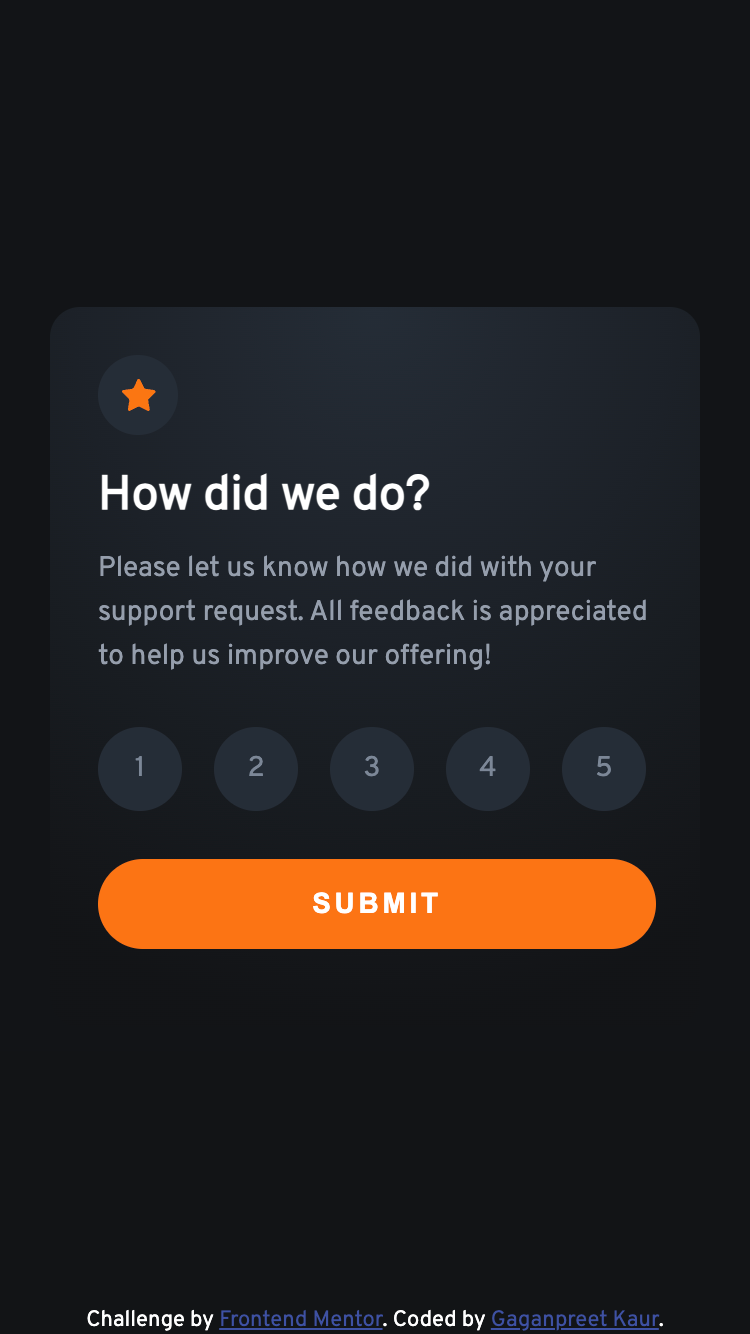 How did we do?
Please let us know how we did with your
support request. All feedback is appreciated
to help us improve our offering!
1 2 3 4 5
SUBMIT
Challenge by Frontend Mentor. Coded by Gaganpreet Kaur.